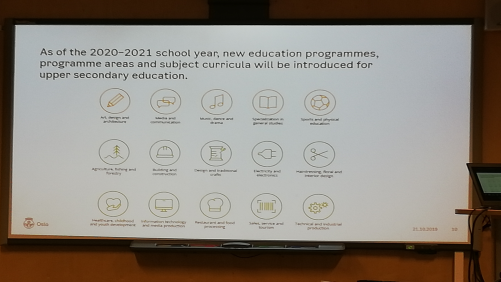 As of the 2020–2021 school year, new education programmes,
programme areas and subject curricula will be introduced for
upper secondary education.
Art, design and
architecture
Media and
communication
Music, dance and
drama
Specialization in
general studies
Sports and physical
education
Agriculture, fishing and
forestry
Building and
construction
Design and traditional
crafts
Electricity and
electronics
Hairdressing, floral and
interior design
Healthcare, childhood
and youth development
Information technology
and media production
Restaurant and food
processing
Sales, service and
tourism
Technical and industrial
production
Oslo